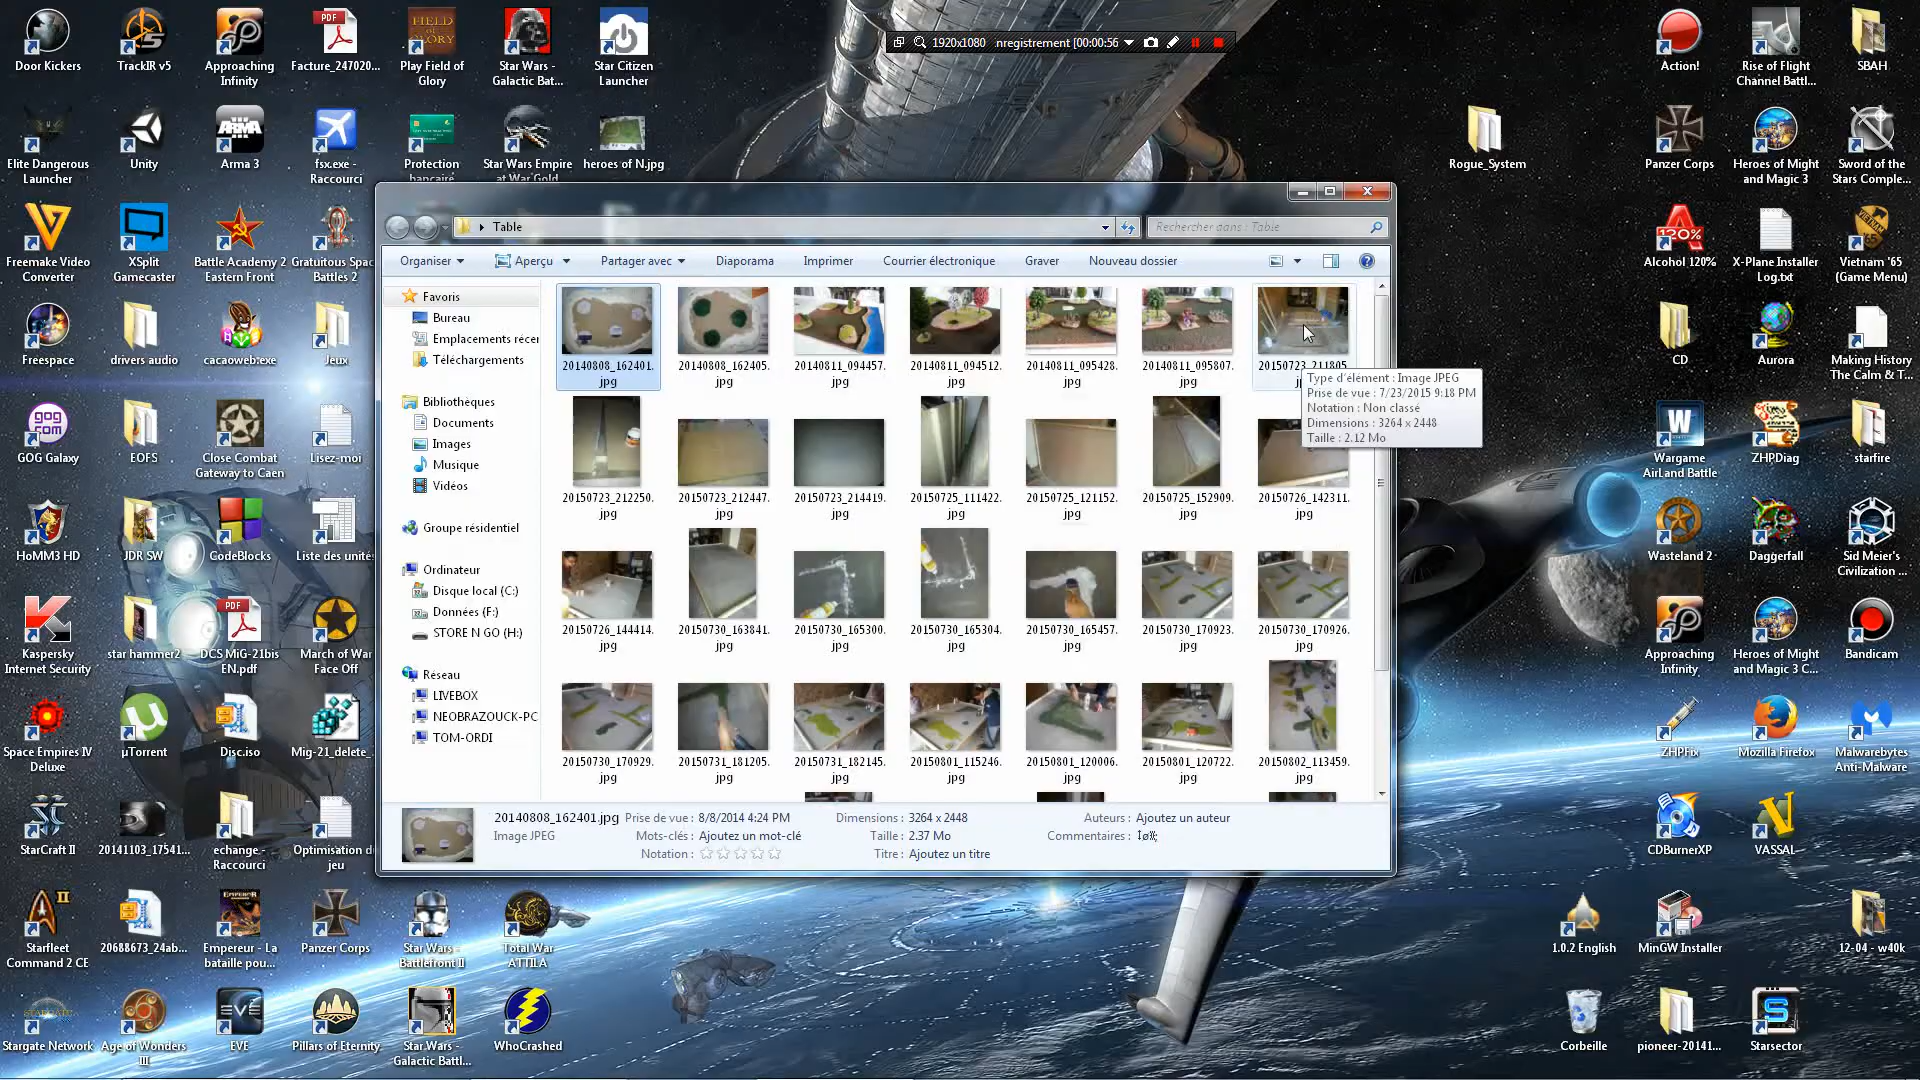 Door Kickers
TrackIR v5
Approaching
Infinity
Facture_247020...
Play Field of
Glory
Star Wars -
Galactic Bat...
Star Citizen
Launcher
1920x1080 :nregistrement [00:00:56
Action!
Rise of Flight
Channel Battl...
SBAH
Elite Dangerous
Launcher
Unity
Arma 3
fsx.exe -
Raccourci
Protection
bancaire
Star Wars Empire
at War Gold
heroes of N.jpg
Rogue_System
Panzer Corps
Heroes of Might
and Magic 3
Sword of the
Stars Comple...
Freemake Video
Converter
XSplit
Gamecaster
Battle Academy 2
Eastern Front
Gratuitous Spac
Battles 2
Alcohol 120%
X-Plane Installer
Log.txt
Vietnam '65
(Game Menu)
Freespace
drivers audio
cacaoweb.exe
Jeux
CD
Aurora
Making History
The Calm & T...
GOG Galaxy
EOFS
Close Combat
Gateway to Caen
Lisez-moi
Wargame
AirLand Battle
ZHPDiag
starfire
HoMM3 HD
JDR SW
CodeBlocks
Liste des unités
Wasteland 2
Daggerfall
Sid Meier's
Civilization ...
Kaspersky
Internet Security
star hammer2
DCS MiG-21bis
EN.pdf
March of War
Face Off
Approaching
Infinity
Heroes of Might
and Magic 3 C...
Bandicam
Space Empires IV
Deluxe
µTorrent
Disc.iso
Mig-21_delete_
ZHPFix
Mozilla Firefox
Malwarebytes
Anti-Malware
StarCraft II
20141103_17541...
echange -
Raccourci
Optimisation d
jeu
CDBurnerXP
VASSAL
Starfleet
Command 2 CE
20688673_24ab...
Empereur - La
bataille pou...
Panzer Corps
Star Wars -
Battlefront II
Total War
ATTILA
1.0.2 English
MinGW Installer
12-04 - w40k
Stargate Network
Age of Wonders
III
EVE
Pillars of Eternity
Star Wars -
Galactic Battl...
WhoCrashed
Corbeille
pioneer-20141...
Starsector
Table
Rechercher dans : Table
Organiser
Aperçu
Partager avec
Diaporama
Imprimer
Courrier électronique
Graver
Nouveau dossier
Favoris
Bureau
Emplacements récer
Téléchargements
Bibliothèques
Documents
Images
Musique
Vidéos
Groupe résidentiel
Ordinateur
Disque local (C:)
Données (F:)
STORE N GO (H:)
Réseau
LIVEBOX
NEOBRAZOUCK-PC
TOM-ORDI
20140808_162401.
jpg
20140808_162405.
jpg
20140811_094457.
jpg
20140811_094512.
jpg
20140811_095428.
jpg
20140811_095807.
jpg
20150723_211805.
Type d'élément : Image JPEG
Prise de vue : 7/23/2015 9:18 PM
Notation : Non classé
Dimensions : 3264 x 2448
Taille : 2.12 Mo
20150723_212250.
jpg
20150723_212447.
jpg
20150723_214419.
jpg
20150725_111422.
jpg
20150725_121152.
jpg
20150725_152909.
jpg
20150726_142311.
jpg
20150726_144414.
jpg
20150730_163841.
jpg
20150730_165300.
jpg
20150730_165304.
jpg
20150730_165457.
jpg
20150730_170923.
jpg
20150730_170926.
jpg
20150730_170929.
jpg
20150731_181205.
jpg
20150731_182145.
jpg
20150801_115246.
jpg
20150801_120006.
jpg
20150801_120722.
jpg
20150802_113459.
jpg
20140808_162401.jpg Prise de vue : 8/8/2014 4:24 PM Dimensions : 3264 x 2448 Auteurs : Ajoutez un auteur
Image JPEG Mots-clés : Ajoutez un mot-clé Taille : 2.37 Mo Commentaires :
Notation : Titre : Ajoutez un titre